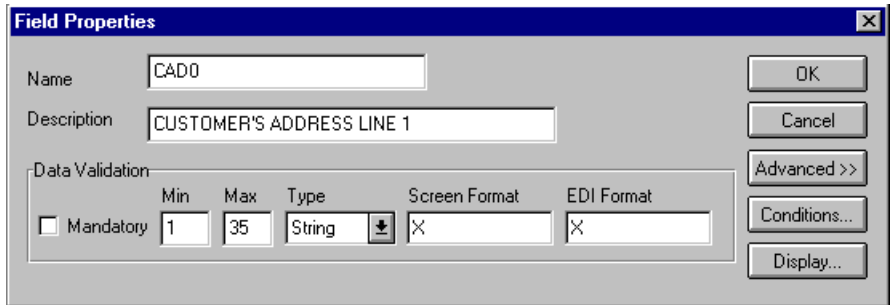 Field Properties
Name CAD0 OK
Description CUSTOMER'S ADDRESS LINE 1 Cancel
Data Validation Advanced >>
Min Max Type Screen Format EDI Format
Mandatory 1 35 String X X Conditions...
Display...